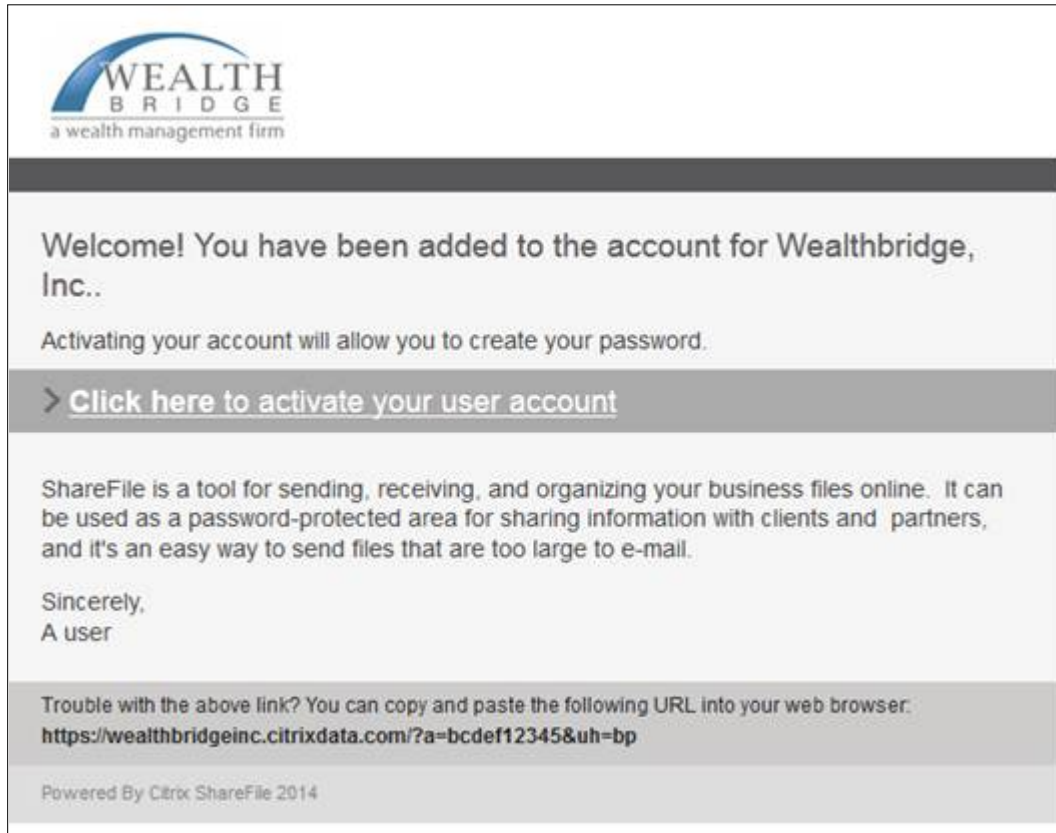 WEALTH
BRIDGE
a wealth management firm
Welcome! You have been added to the account for Wealthbridge,
Inc..
Activating your account will allow you to create your password.
> Click here to activate your user account
ShareFile is a tool for sending, receiving, and organizing your business files online. It can
be used as a password-protected area for sharing information with clients and partners,
and it's an easy way to send files that are too large to e-mail.
Sincerely,
A user
Trouble with the above link? You can copy and paste the following URL into your web browser:
https://wealthbridgeinc.citrixdata.com/?a=bcdef12345&uh=bp
Powered By Citrix ShareFile 2014